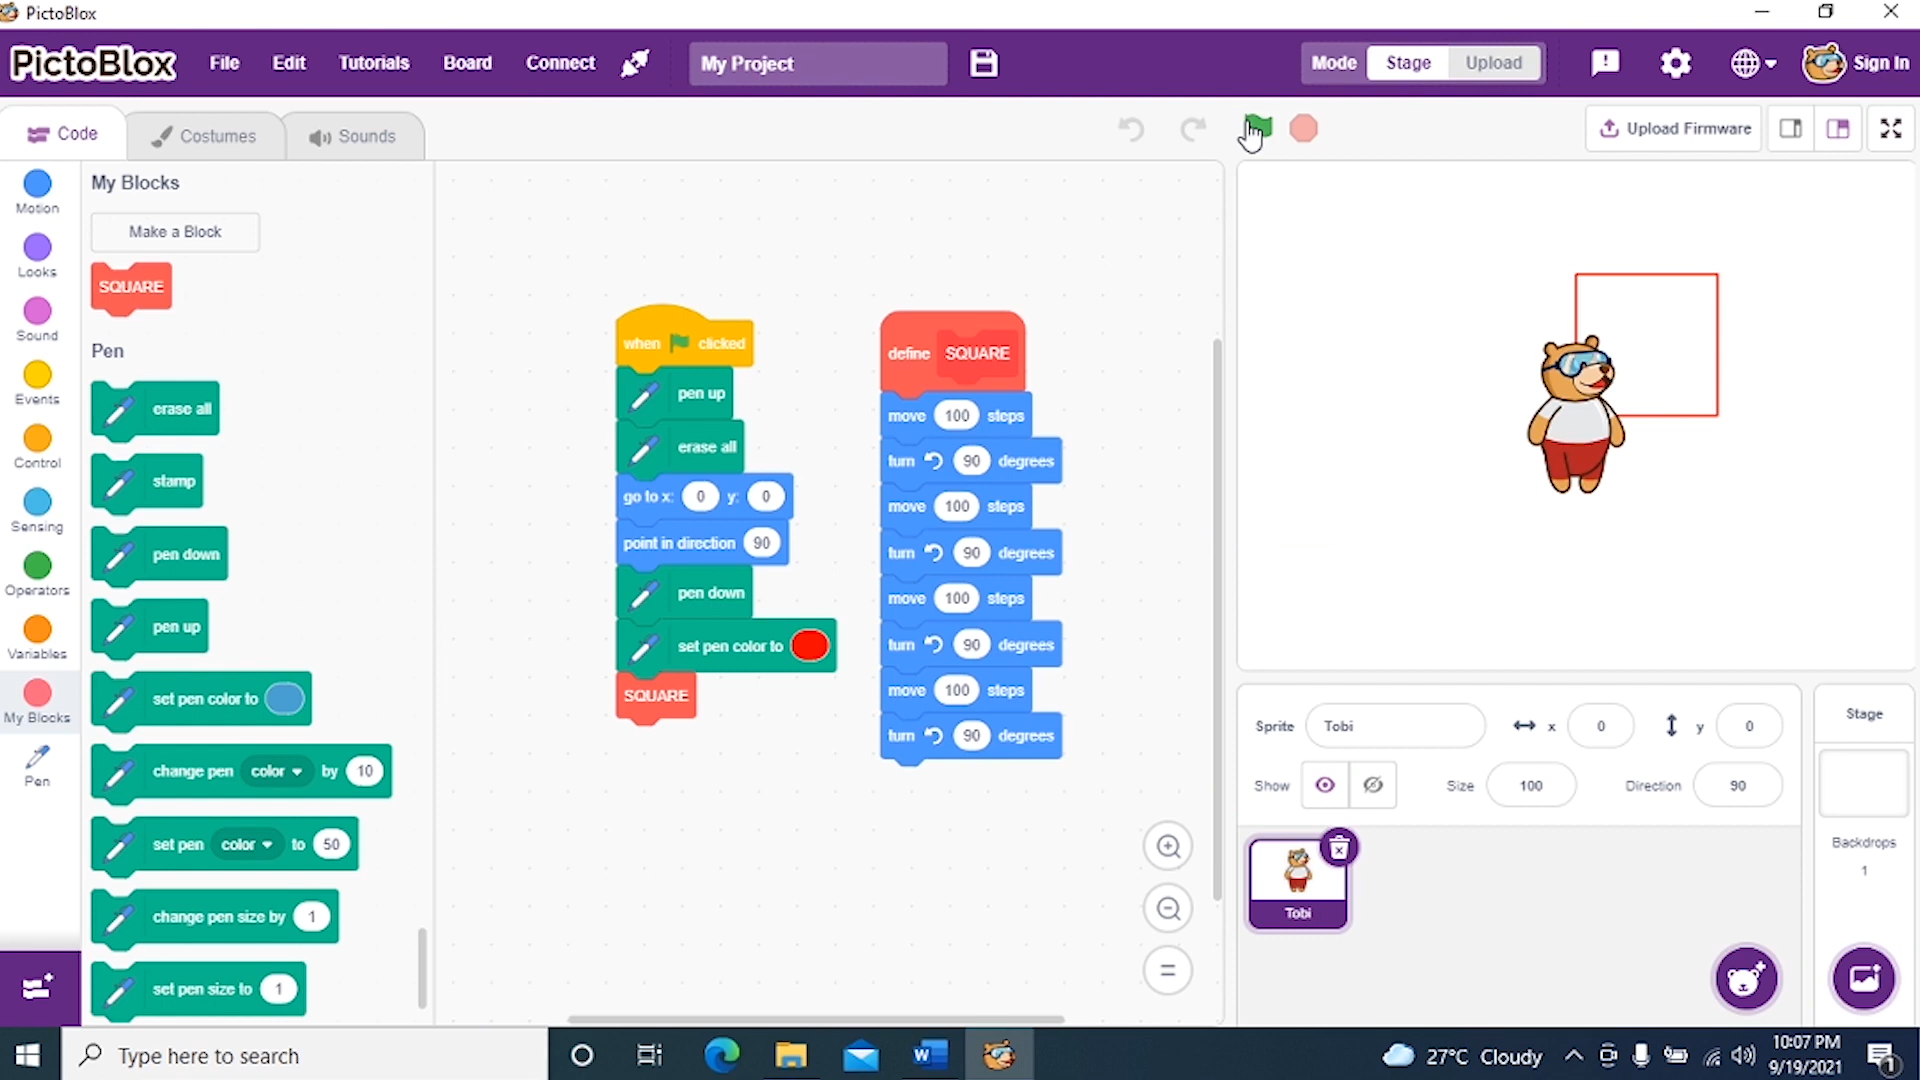 PictoBlox
PictoBlox
File
Edit
Tutorials
Board
Connect
My Project
Mode
Stage
Upload
Sign In
Code
Costumes
Sounds
Upload Firmware
Motion
Looks
Sound
Events
Control
Sensing
Operators
Variables
My Blocks
Pen
My Blocks
Make a Block
SQUARE
Pen
erase all
stamp
pen down
pen up
set pen color to
change pen color by 10
set pen color to 50
change pen size by 1
set pen size to 1
when clicked
pen up
erase all
go to x: 0 y: 0
point in direction 90
pen down
set pen color to
SQUARE
define SQUARE
move 100 steps
turn 90 degrees
move 100 steps
turn 90 degrees
move 100 steps
turn 90 degrees
move 100 steps
turn 90 degrees
Sprite Tobi x 0 y 0
Show Size 100 Direction 90
Tobi
Stage
Backdrops
1
Type here to search
27°C Cloudy
10:07 PM
9/19/2021
1